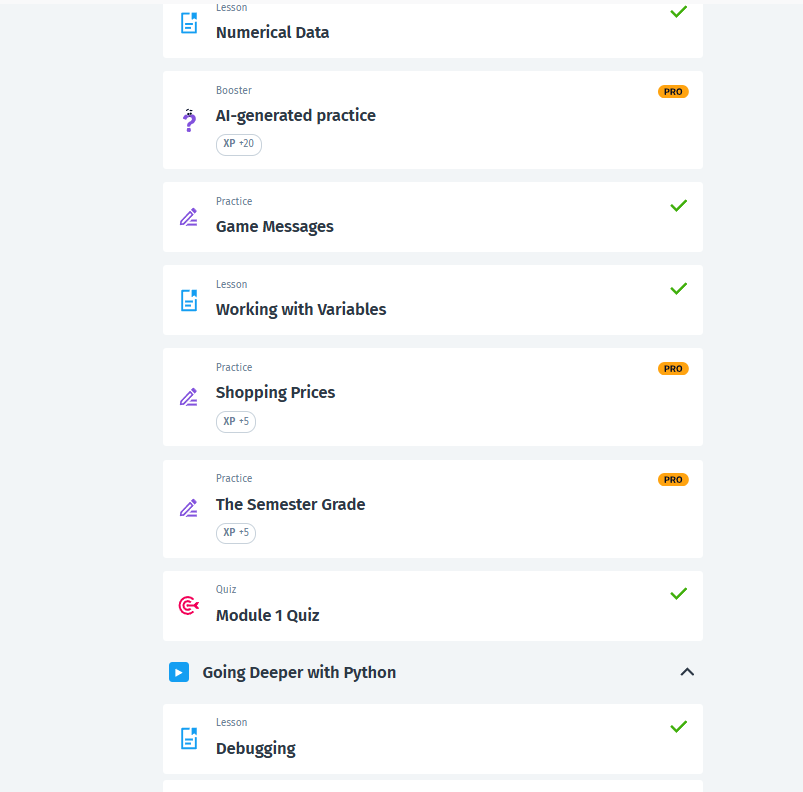 Lesson
Numerical Data
Booster
PRO
AI-generated practice
XP +20
Practice
Game Messages
Lesson
Working with Variables
Practice
PRO
Shopping Prices
XP +5
Practice
PRO
The Semester Grade
XP +5
Quiz
Module 1 Quiz
Going Deeper with Python
Lesson
Debugging